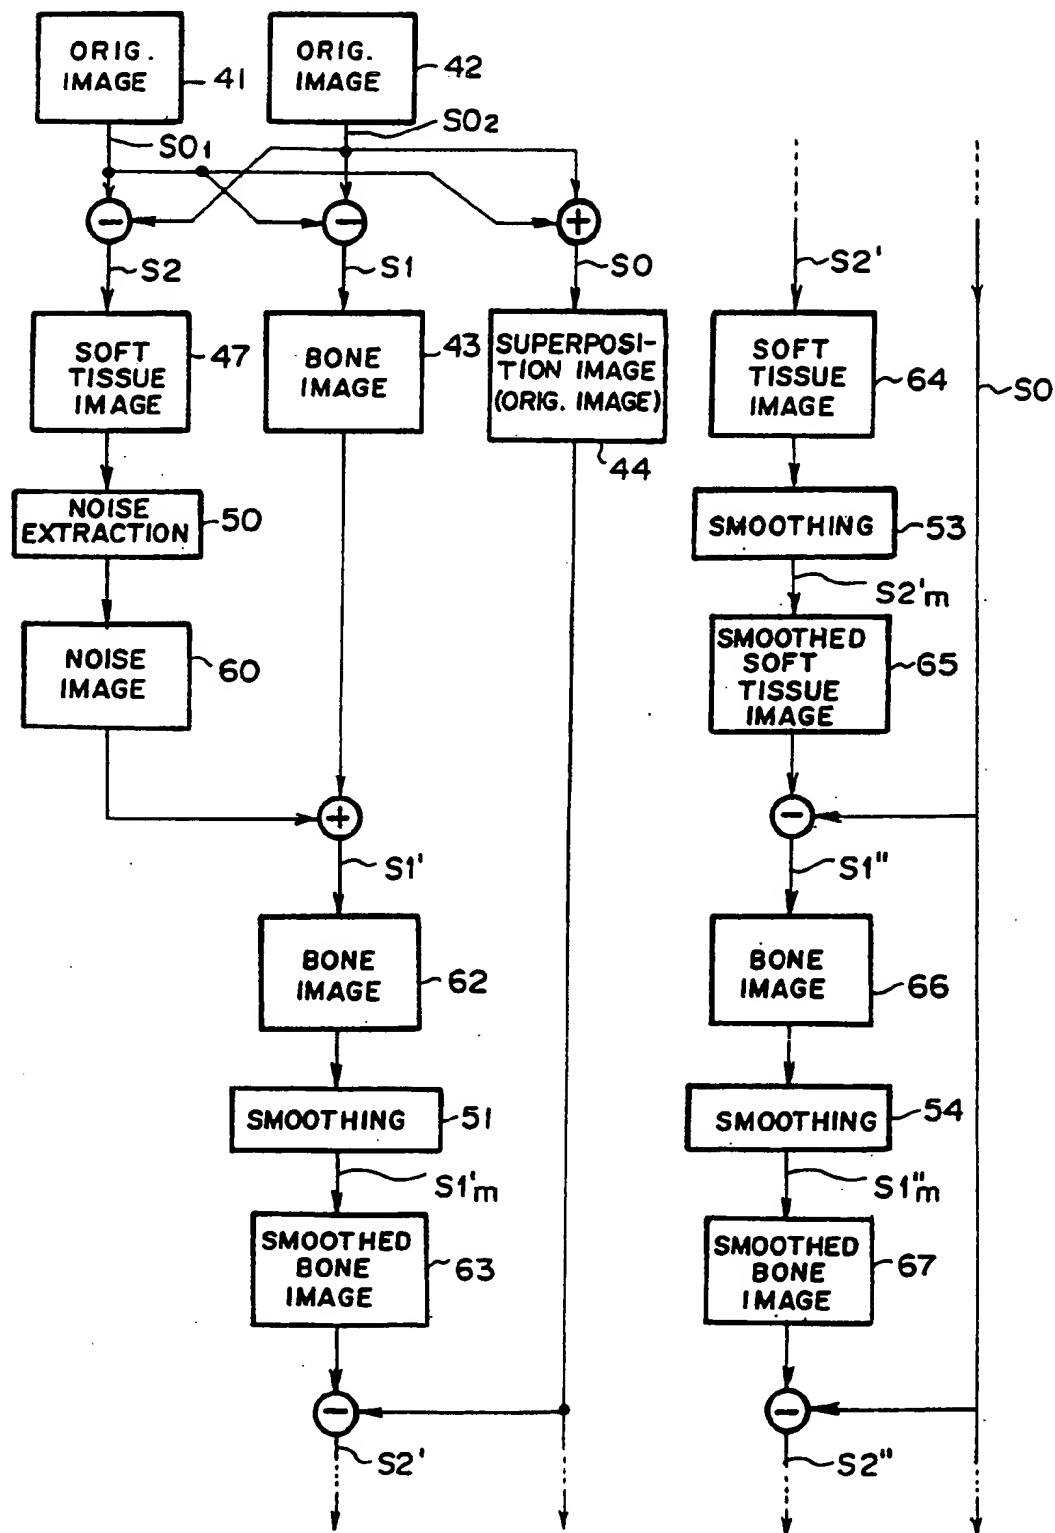 ORIG.
IMAGE
41
ORIG.
IMAGE
42
SO1
SO2
−
−
+
S2
S1
SO
SOFT
TISSUE
IMAGE
47
BONE
IMAGE
43
SUPERPOSI-
TION IMAGE
(ORIG. IMAGE)
44
NOISE
EXTRACTION
50
NOISE
IMAGE
60
+
S1'
BONE
IMAGE
62
SMOOTHING
51
S1'm
SMOOTHED
BONE
IMAGE
63
−
S2'
S2'
SOFT
TISSUE
IMAGE
64
SO
SMOOTHING
53
S2'm
SMOOTHED
SOFT
TISSUE
IMAGE
65
−
S1"
BONE
IMAGE
66
SMOOTHING
54
S1"m
SMOOTHED
BONE
IMAGE
67
−
S2"